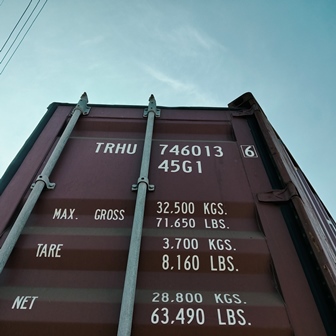 TRHU 746013 6
45G1
MAX. GROSS 32,500 KGS.
71,650 LBS.
TARE 3,700 KGS.
8,160 LBS.
NET 28,800 KGS.
63,490 LBS.